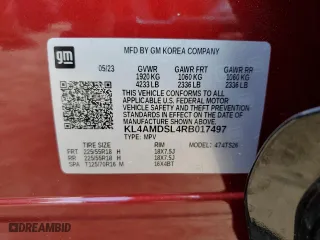 gm
MFD BY GM KOREA COMPANY
05/23 GVWR GAWR FRT GAWR RR
1920 KG 1060 KG 1060 KG
4233 LB 2336 LB 2336 LB
THIS VEHICLE CONFORMS TO ALL
APPLICABLE U.S. FEDERAL MOTOR
VEHICLE SAFETY, BUMPER, AND
THEFT PREVENTION STANDARDS
IN EFFECT ON THE DATE OF
MANUFACTURE SHOWN ABOVE.
KL4AMDSL4RB017497
TYPE: MPV MODEL:
TIRE SIZE RIM
FRT 225/55R18 H 18X7.5J
RR 225/55R18 H 18X7.5J
SPA T125/70R16 M 16X4BT